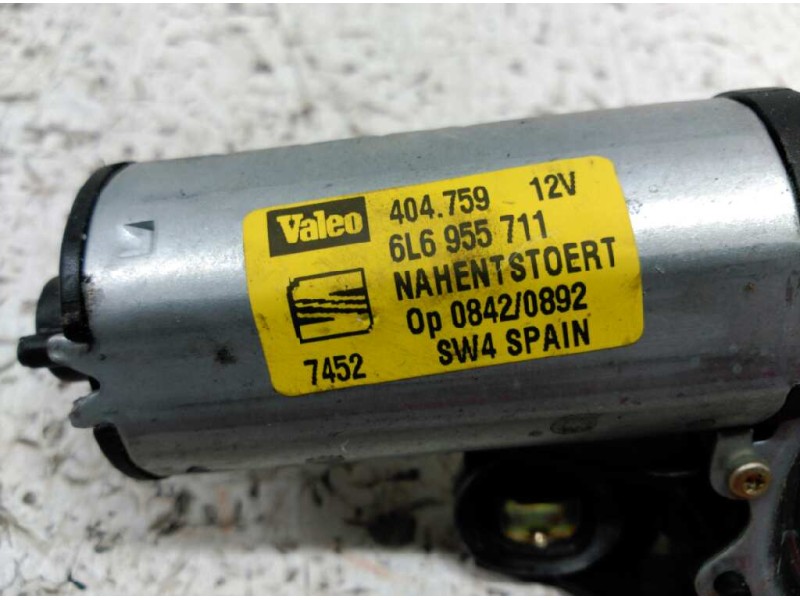 Valeo 404.759 12V
6L6 955 711
NAHENTSTOERT
Op 0842/0892
7452 SW4 SPAIN